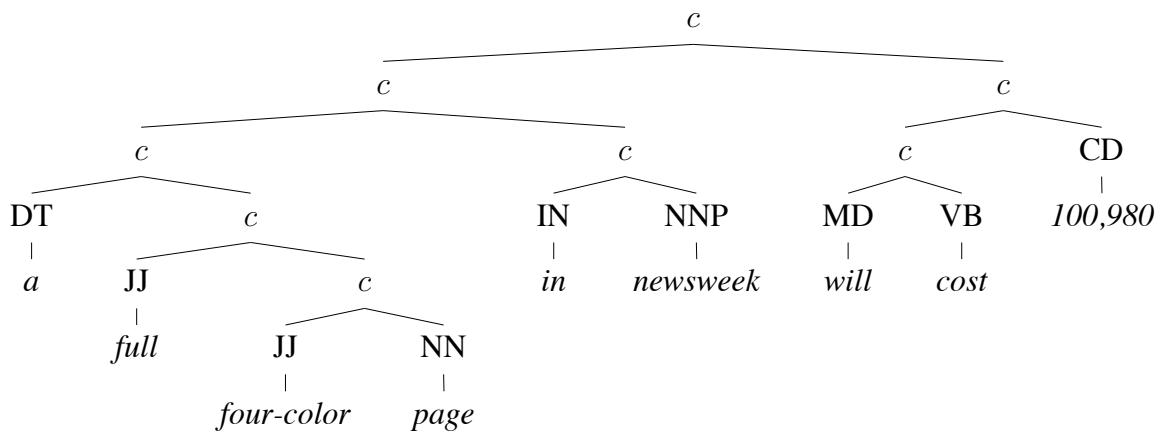 c
c c
c c c CD
DT c IN NNP MD VB 100,980
a JJ c in newsweek will cost
full JJ NN
four-color page